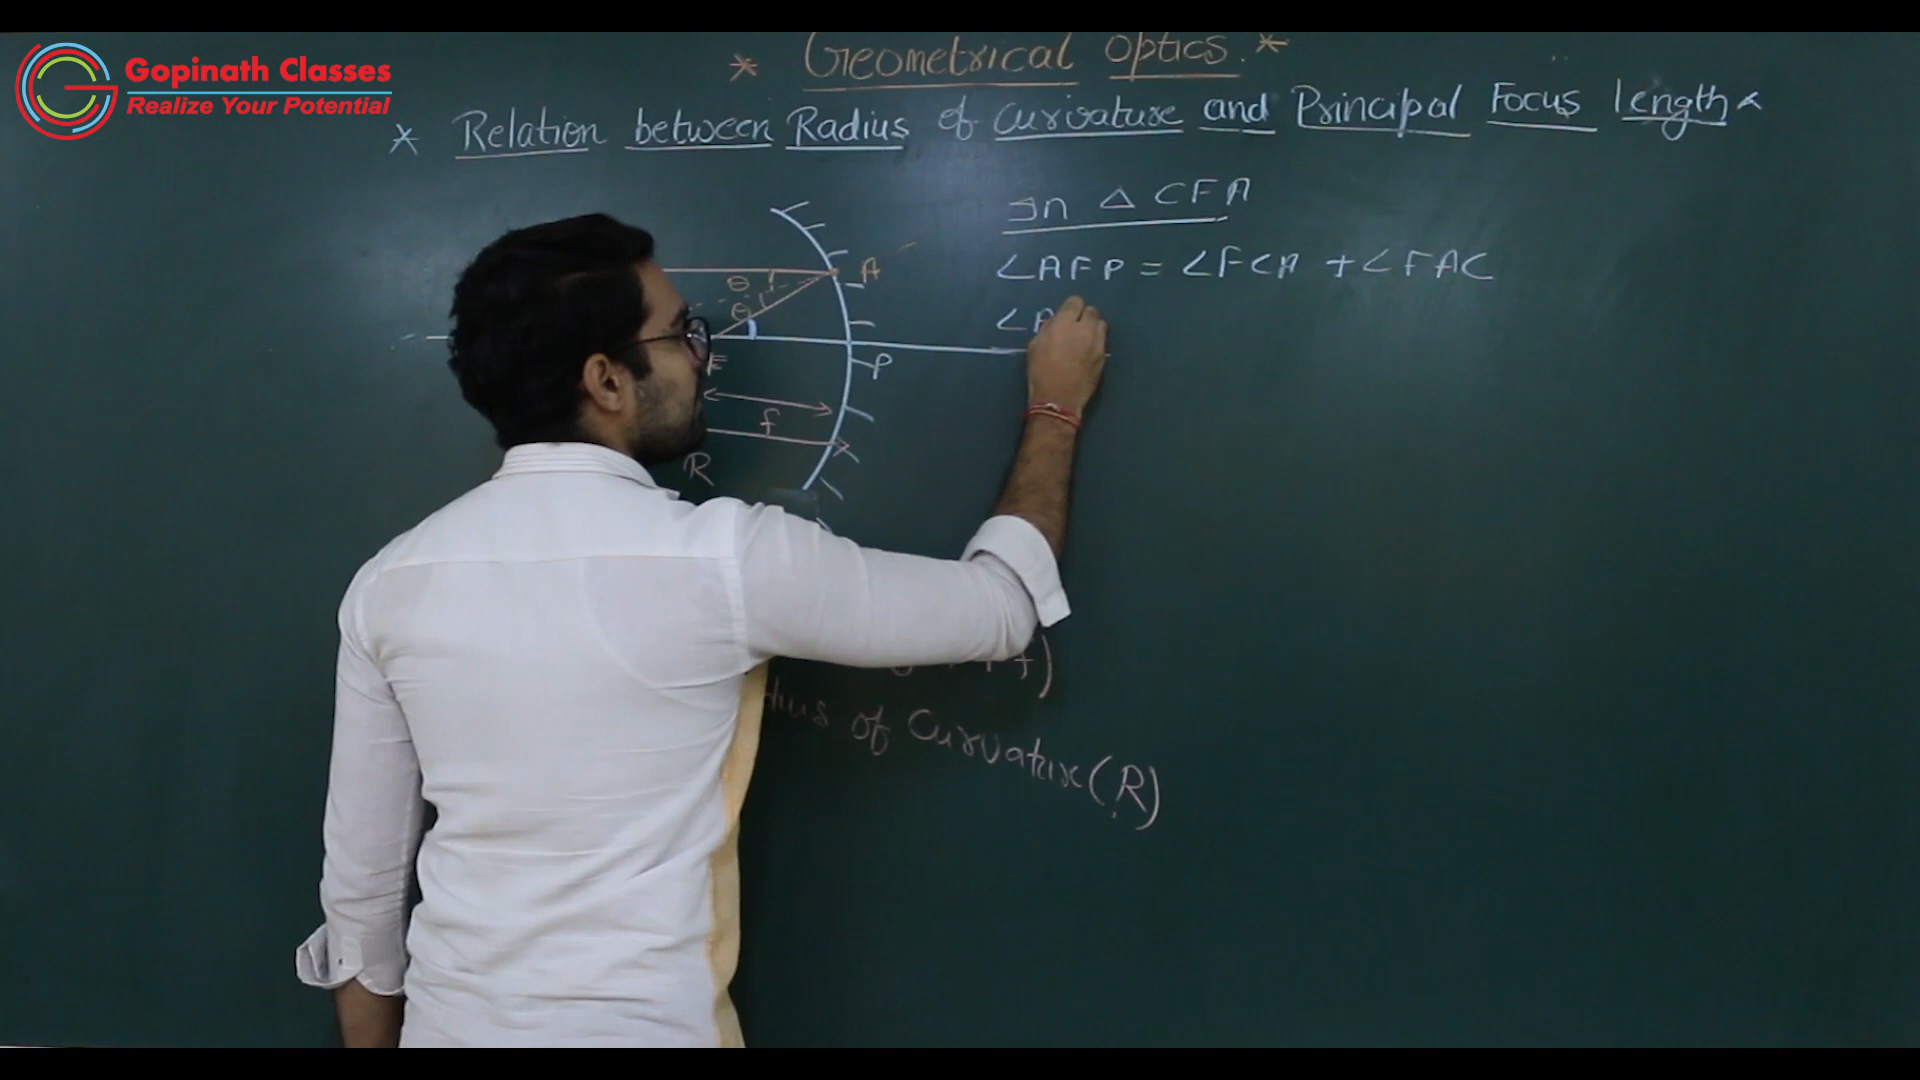 Gopinath Classes
Realize Your Potential
* Geometrical Optics. *
* Relation between Radius of Curvature and Principal Focus length *
In △ CFA
∠AFP = ∠FCA + ∠FAC
∠A
A
θ
θ
F
P
f
R
f)
of Curvature (R)